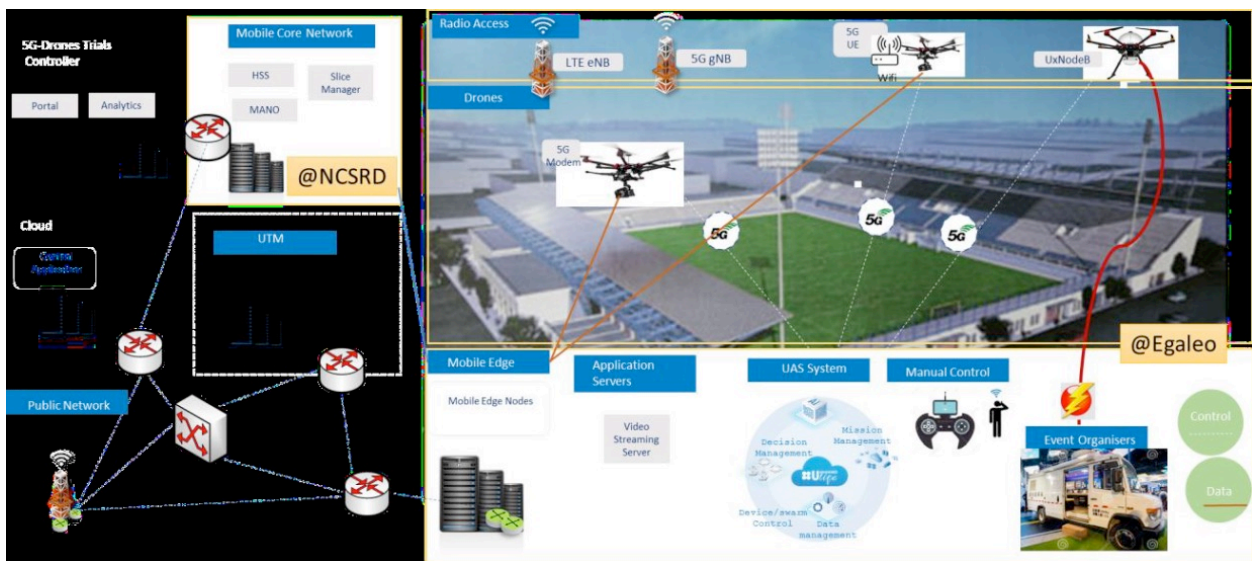 5G-Drones Trials
Controller
Portal
Analytics
Cloud
Public Network
Mobile Core Network
HSS
Slice
Manager
MANO
@NCSRD
UTM
Radio Access
LTE eNB
5G gNB
5G
UE
Wifi
UxNodeB
Drones
5G
Modem
5G
5G
5G
@Egaleo
Mobile Edge
Mobile Edge Nodes
Application
Servers
Video
Streaming
Server
UAS System
Decision
Management
Mission
Management
Device/swarm
Control
Data
management
Manual Control
Event Organisers
Control
Data